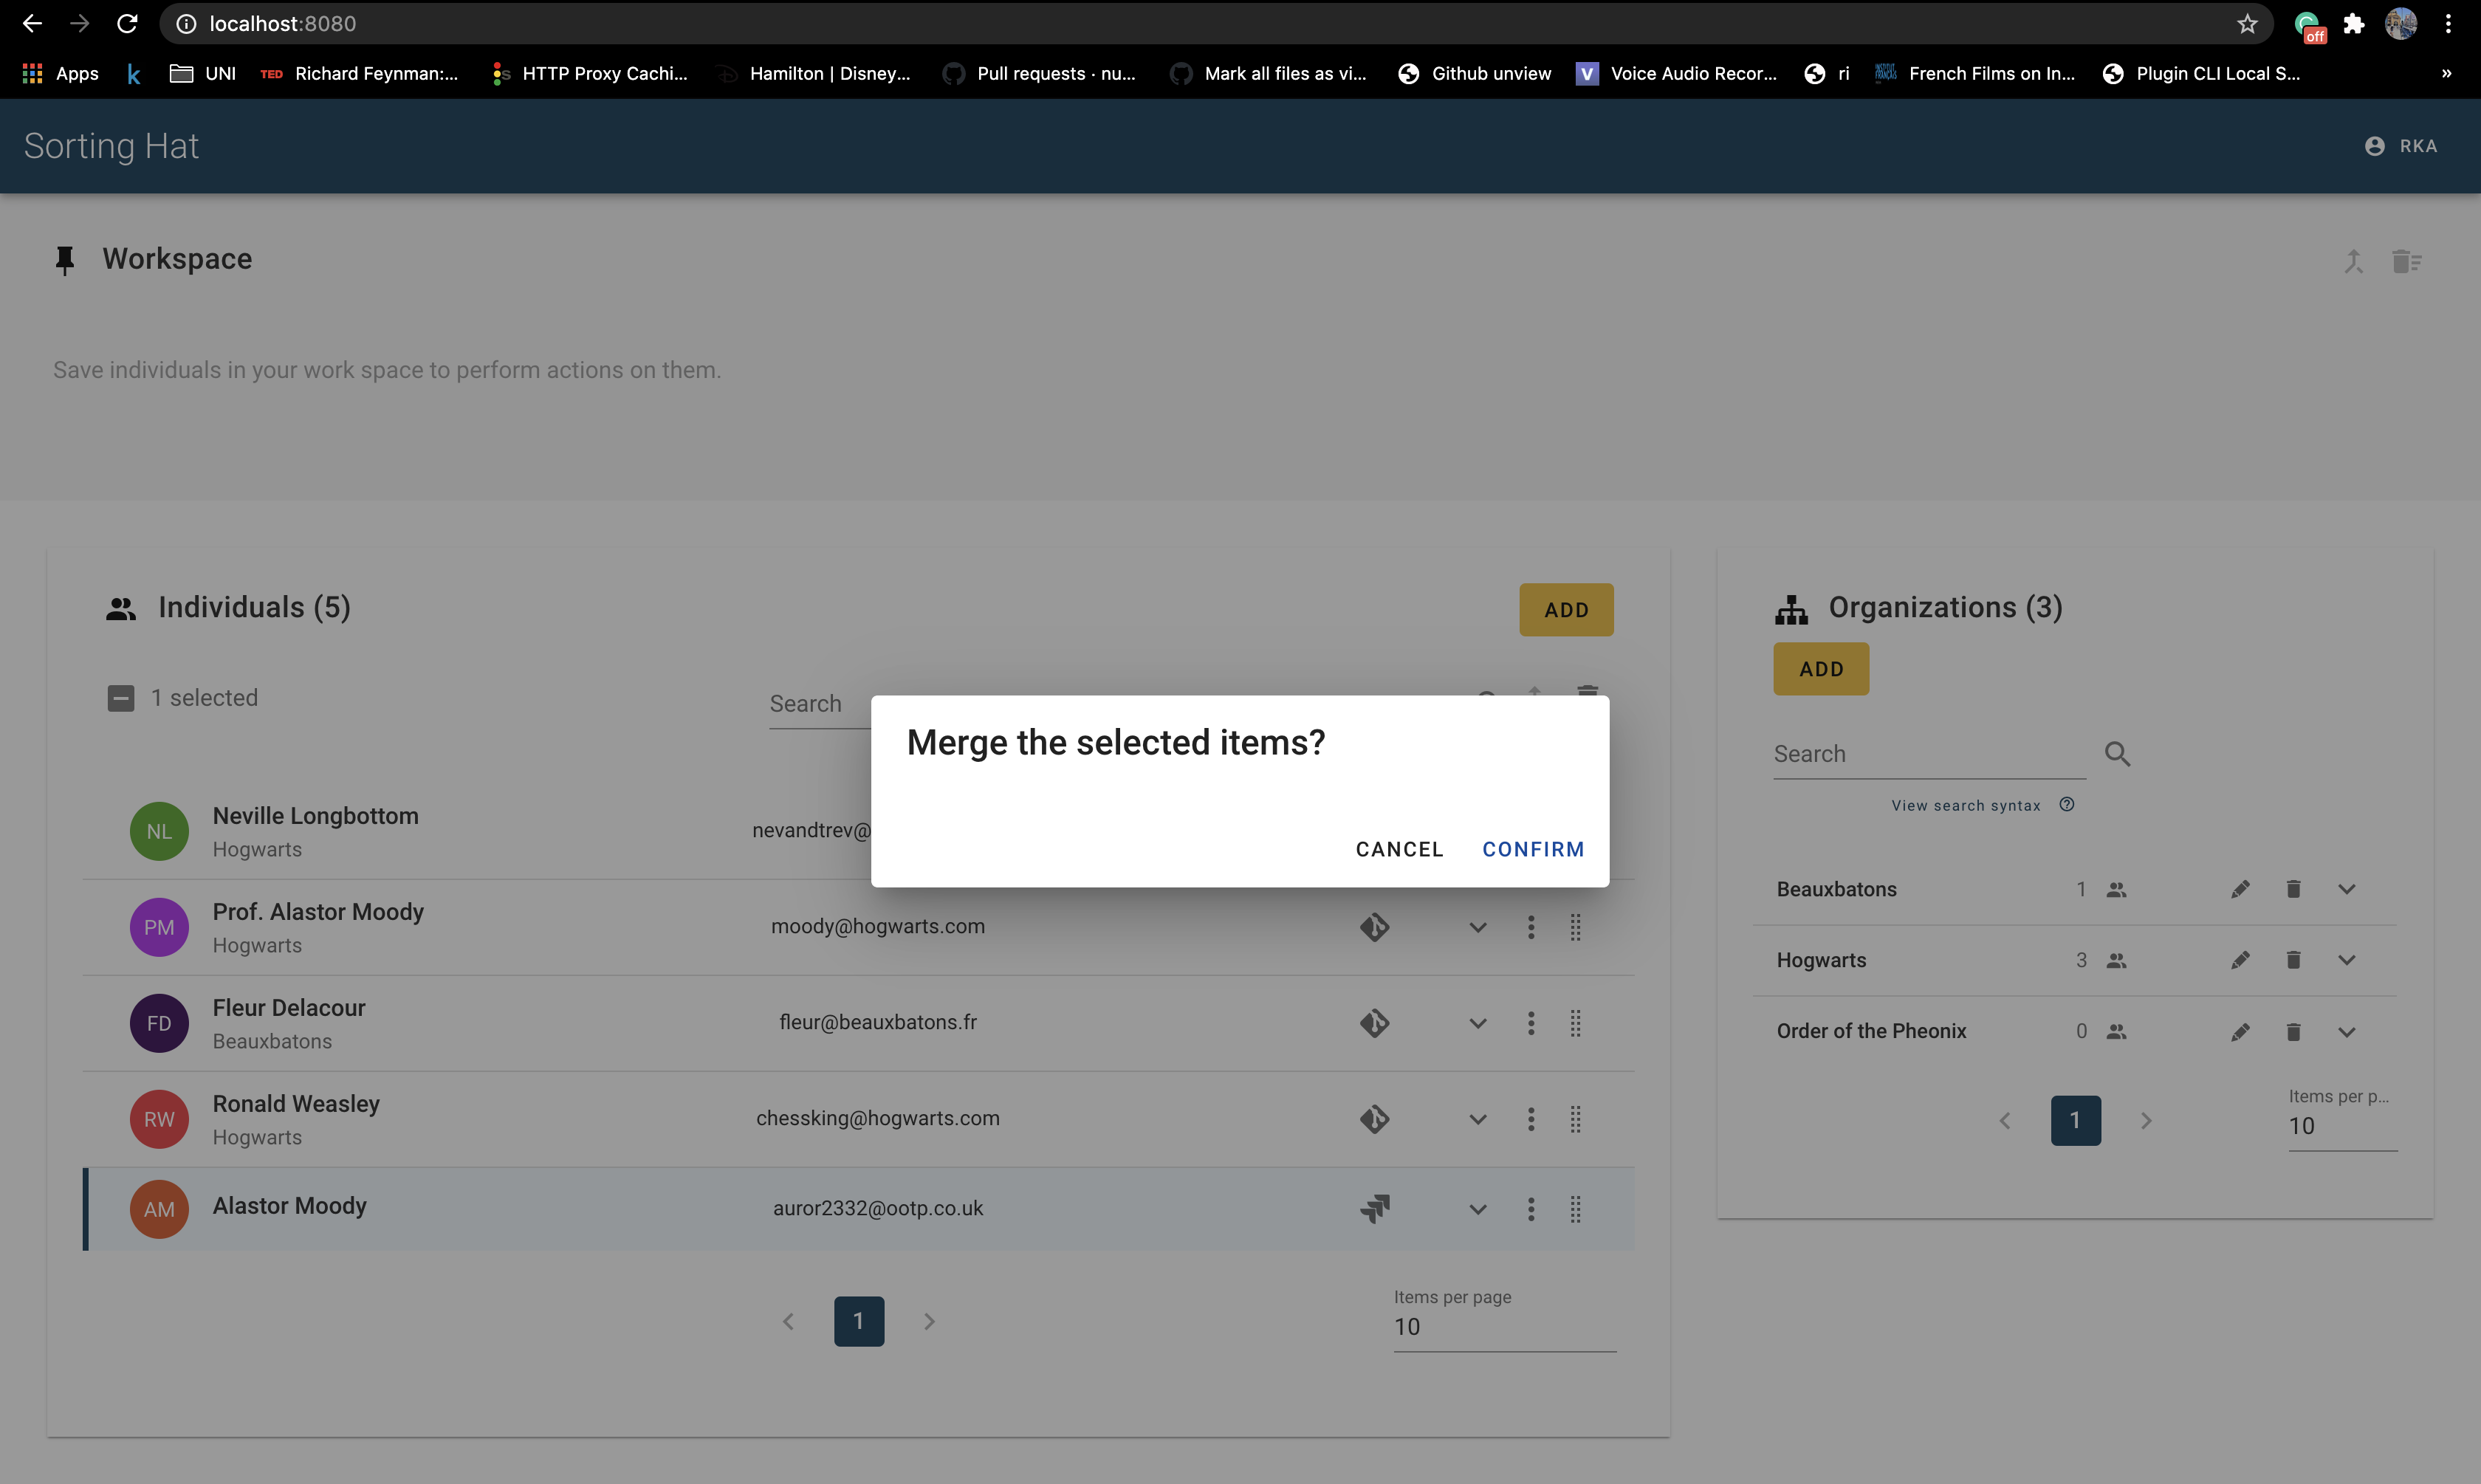 localhost:8080
off
Apps
k
UNI
TED Richard Feynman:...
s HTTP Proxy Cachi...
Hamilton | Disney...
Pull requests · nu...
Mark all files as vi...
Github unview
V Voice Audio Recor...
ri
French Films on In...
Plugin CLI Local S...
»
Sorting Hat
RKA
Workspace
Save individuals in your work space to perform actions on them.
Individuals (5)
ADD
1 selected
Search
Merge the selected items?
CANCEL
CONFIRM
NL
Neville Longbottom
Hogwarts
nevandtrev@
PM
Prof. Alastor Moody
Hogwarts
moody@hogwarts.com
FD
Fleur Delacour
Beauxbatons
fleur@beauxbatons.fr
RW
Ronald Weasley
Hogwarts
chessking@hogwarts.com
AM
Alastor Moody
auror2332@ootp.co.uk
1
Items per page
10
Organizations (3)
ADD
Search
View search syntax
Beauxbatons
1
Hogwarts
3
Order of the Pheonix
0
1
Items per p...
10